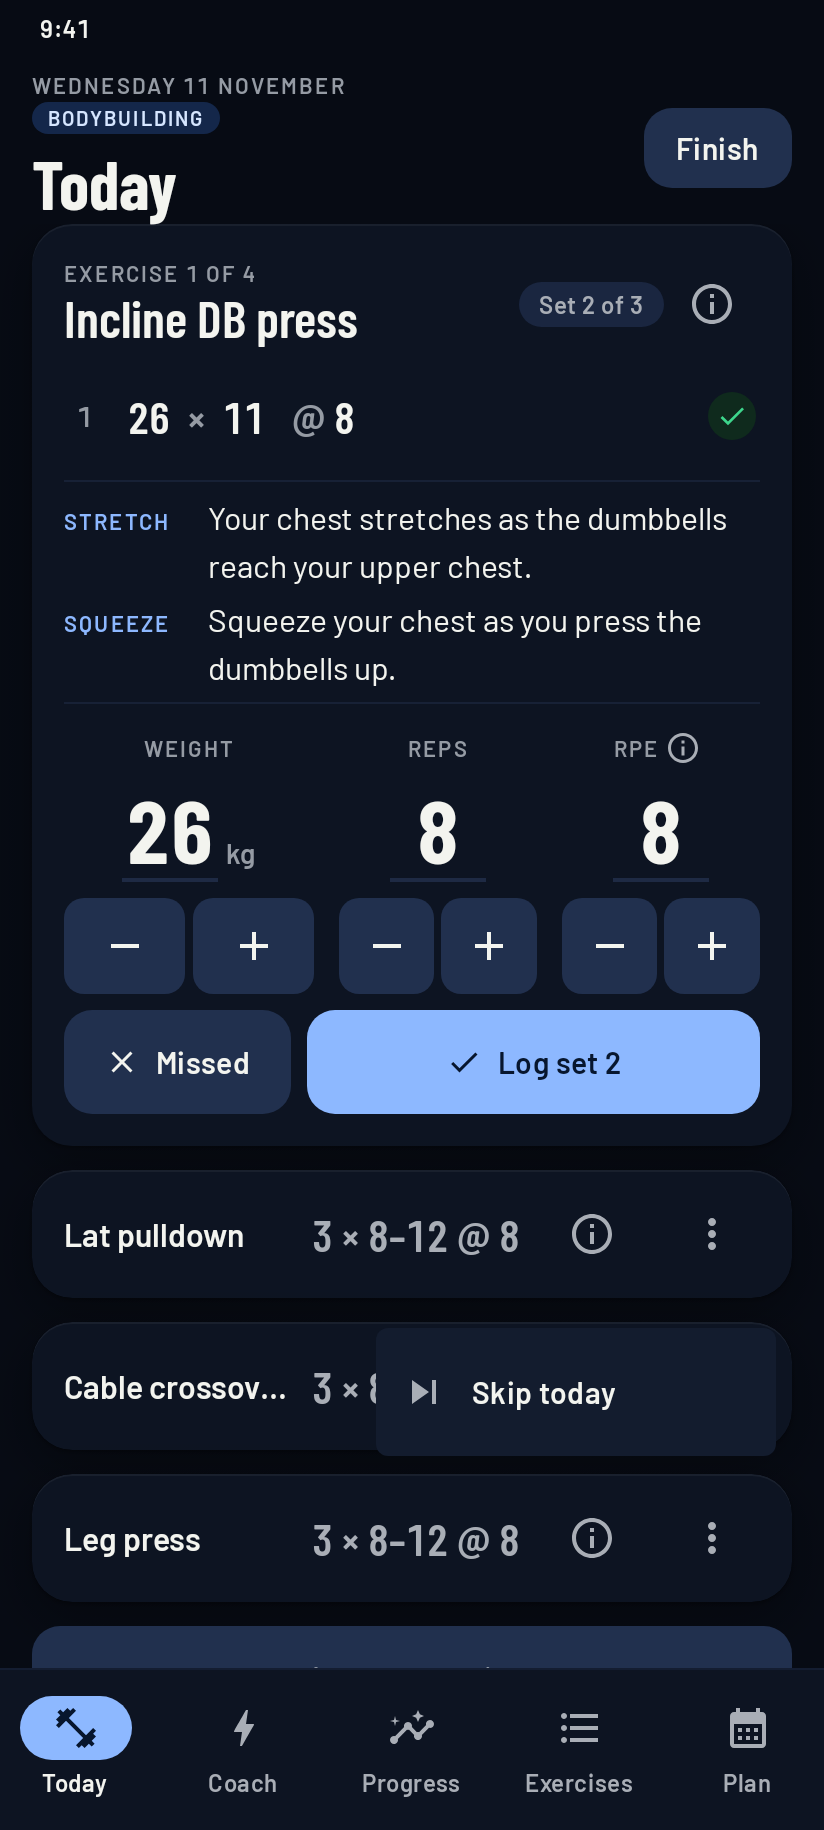 9:41
WEDNESDAY 11 NOVEMBER
BODYBUILDING
Today
Finish
EXERCISE 1 OF 4
Incline DB press
Set 2 of 3
1 26 × 11 @ 8
STRETCH Your chest stretches as the dumbbells
reach your upper chest.
SQUEEZE Squeeze your chest as you press the
dumbbells up.
WEIGHT REPS RPE
26 kg 8 8
Missed Log set 2
Lat pulldown 3 × 8–12 @ 8
Cable crossov... 3 ×
Skip today
Leg press 3 × 8–12 @ 8
Today Coach Progress Exercises Plan